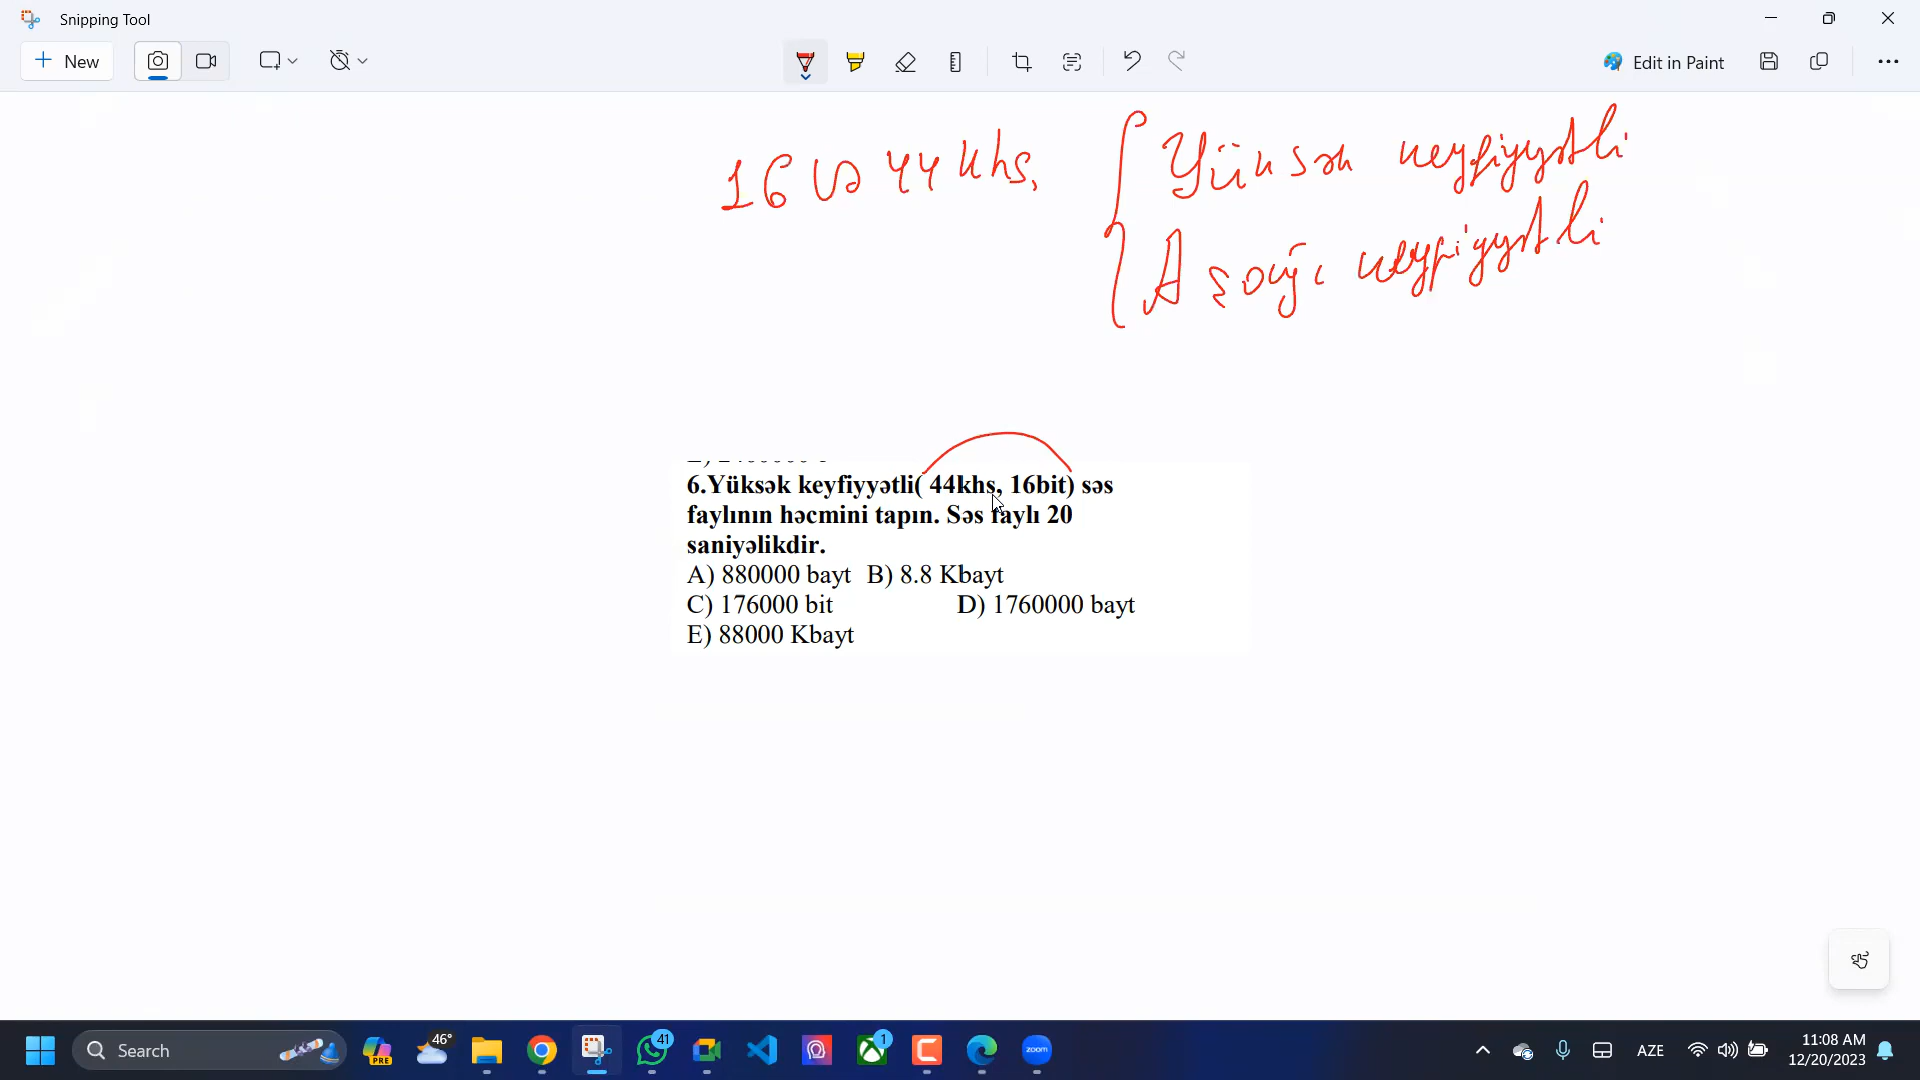 Snipping Tool
New
Edit in Paint
16 44 khs,
Yüksək keyfiyyətli
Aşağı keyfiyyətli
6.Yüksək keyfiyyətli( 44khs, 16bit) səs
faylının həcmini tapın. Səs faylı 20
saniyəlikdir.
A) 880000 bayt B) 8.8 Kbayt
C) 176000 bit D) 1760000 bayt
E) 88000 Kbayt
Search
PRE
46°
41
1
zoom
AZE
11:08 AM
12/20/2023